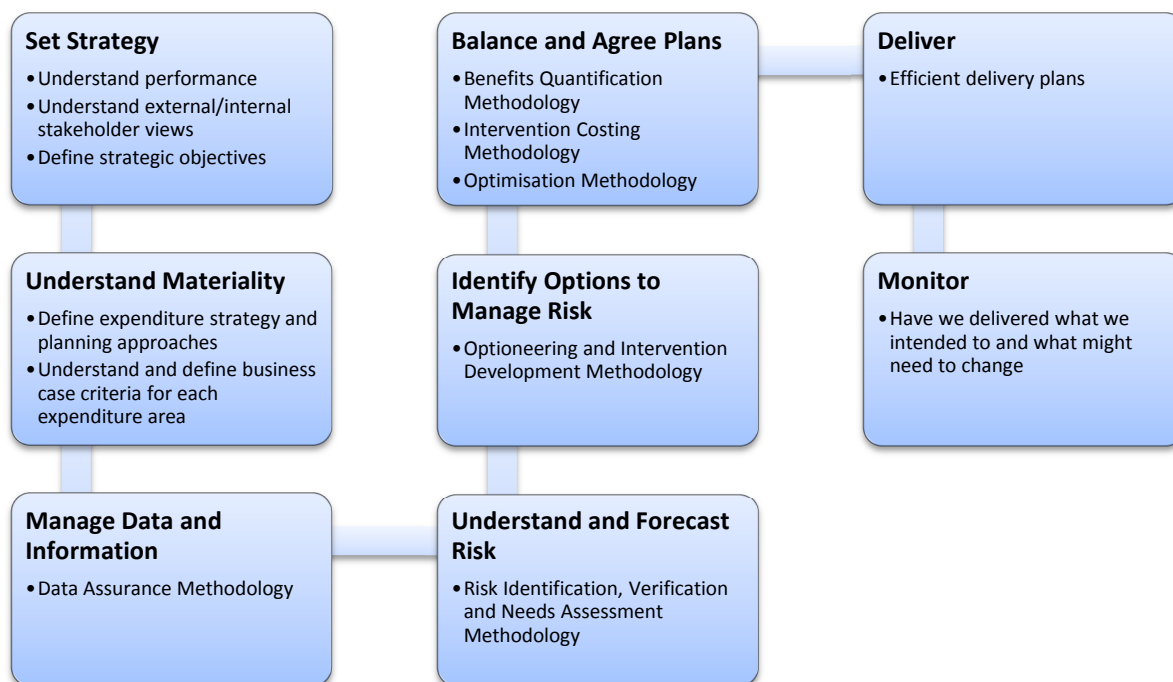 Set Strategy
•Understand performance
•Understand external/internal
stakeholder views
•Define strategic objectives
Understand Materiality
•Define expenditure strategy and
planning approaches
•Understand and define business
case criteria for each
expenditure area
Manage Data and
Information
•Data Assurance Methodology
Understand and Forecast
Risk
•Risk Identification, Verification
and Needs Assessment
Methodology
Identify Options to
Manage Risk
•Optioneering and Intervention
Development Methodology
Balance and Agree Plans
•Benefits Quantification
Methodology
•Intervention Costing
Methodology
•Optimisation Methodology
Deliver
•Efficient delivery plans
Monitor
•Have we delivered what we
intended to and what might
need to change